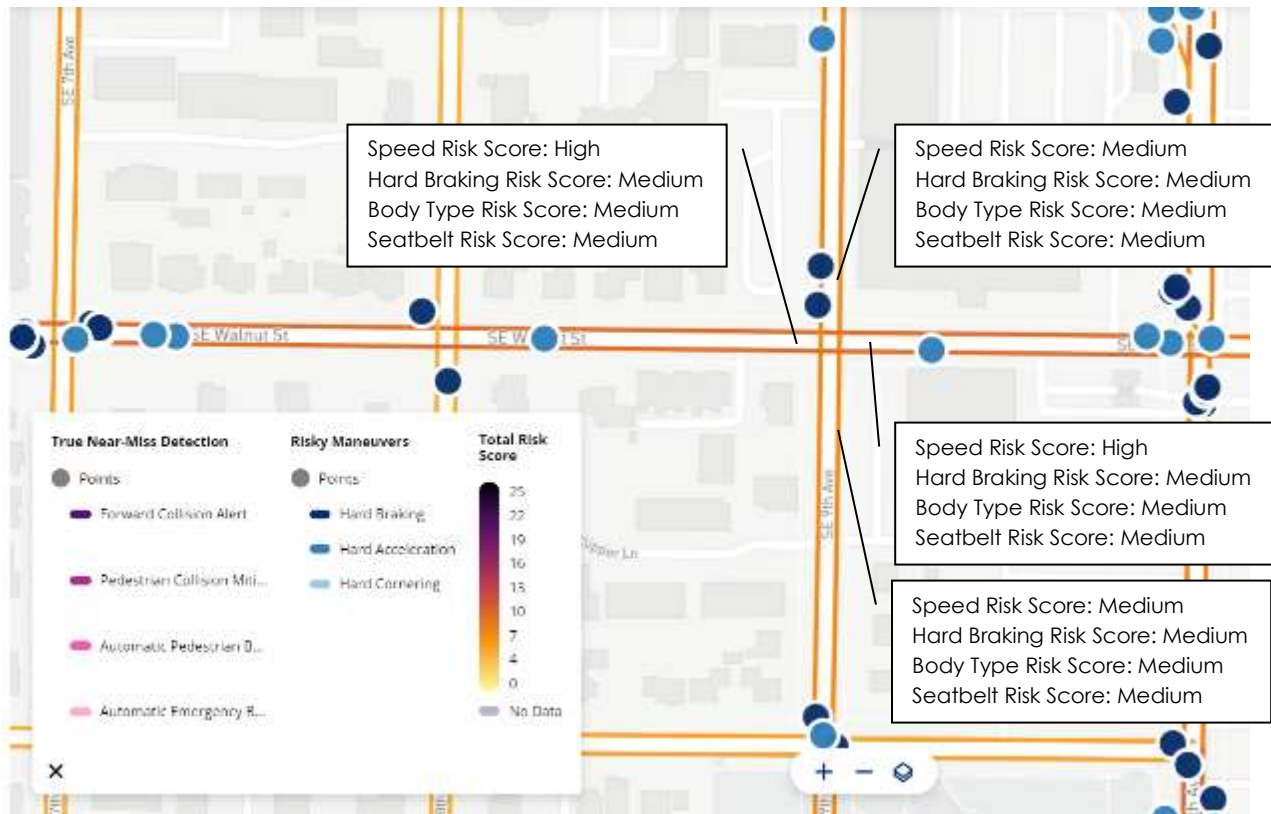 SE 7th Ave
Speed Risk Score: High
Hard Braking Risk Score: Medium
Body Type Risk Score: Medium
Seatbelt Risk Score: Medium
Speed Risk Score: Medium
Hard Braking Risk Score: Medium
Body Type Risk Score: Medium
Seatbelt Risk Score: Medium
SE Walnut St
SE W
St
SE
True Near-Miss Detection
Points
Forward Collision Alert
Pedestrian Collision Miti...
Automatic Pedestrian B...
Automatic Emergency B...
Risky Maneuvers
Points
Hard Braking
Hard Acceleration
Hard Cornering
Total Risk
Score
25
22
19
16
13
10
7
4
0
No Data
SE 9th Ave
Speed Risk Score: High
Hard Braking Risk Score: Medium
Body Type Risk Score: Medium
Seatbelt Risk Score: Medium
Speed Risk Score: Medium
Hard Braking Risk Score: Medium
Body Type Risk Score: Medium
Seatbelt Risk Score: Medium